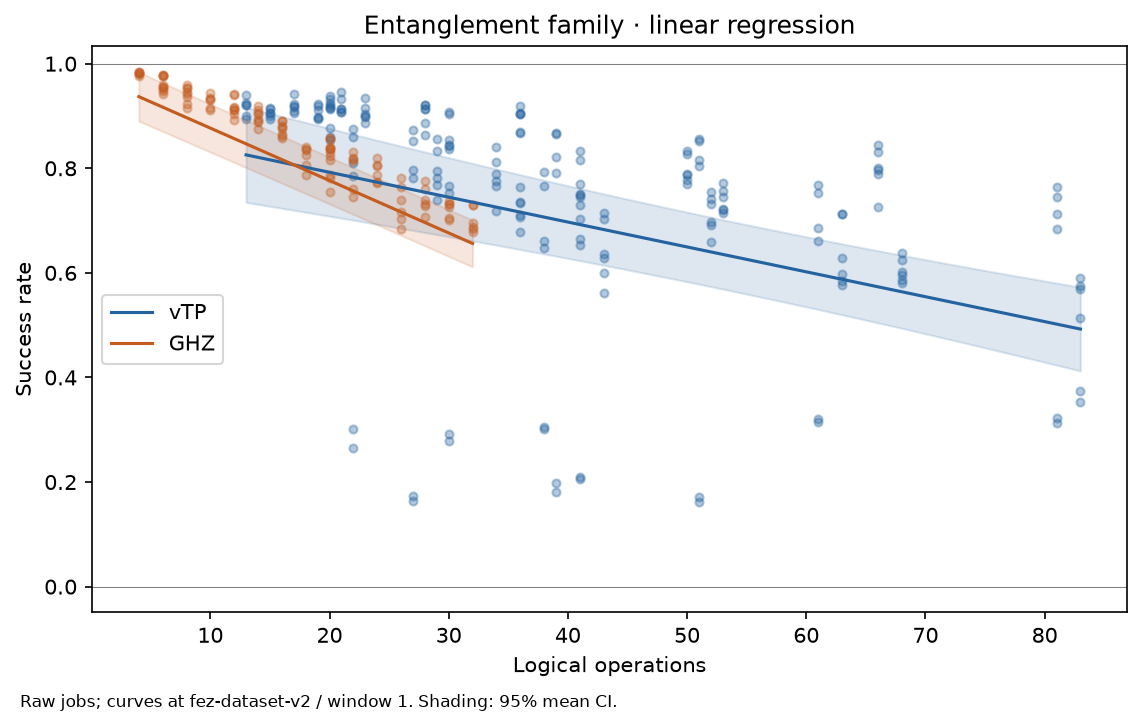 Entanglement family · linear regression
1.0
0.8
0.6
0.4
0.2
0.0
Success rate
vTP
GHZ
10 20 30 40 50 60 70 80
Logical operations
Raw jobs; curves at fez-dataset-v2 / window 1. Shading: 95% mean CI.